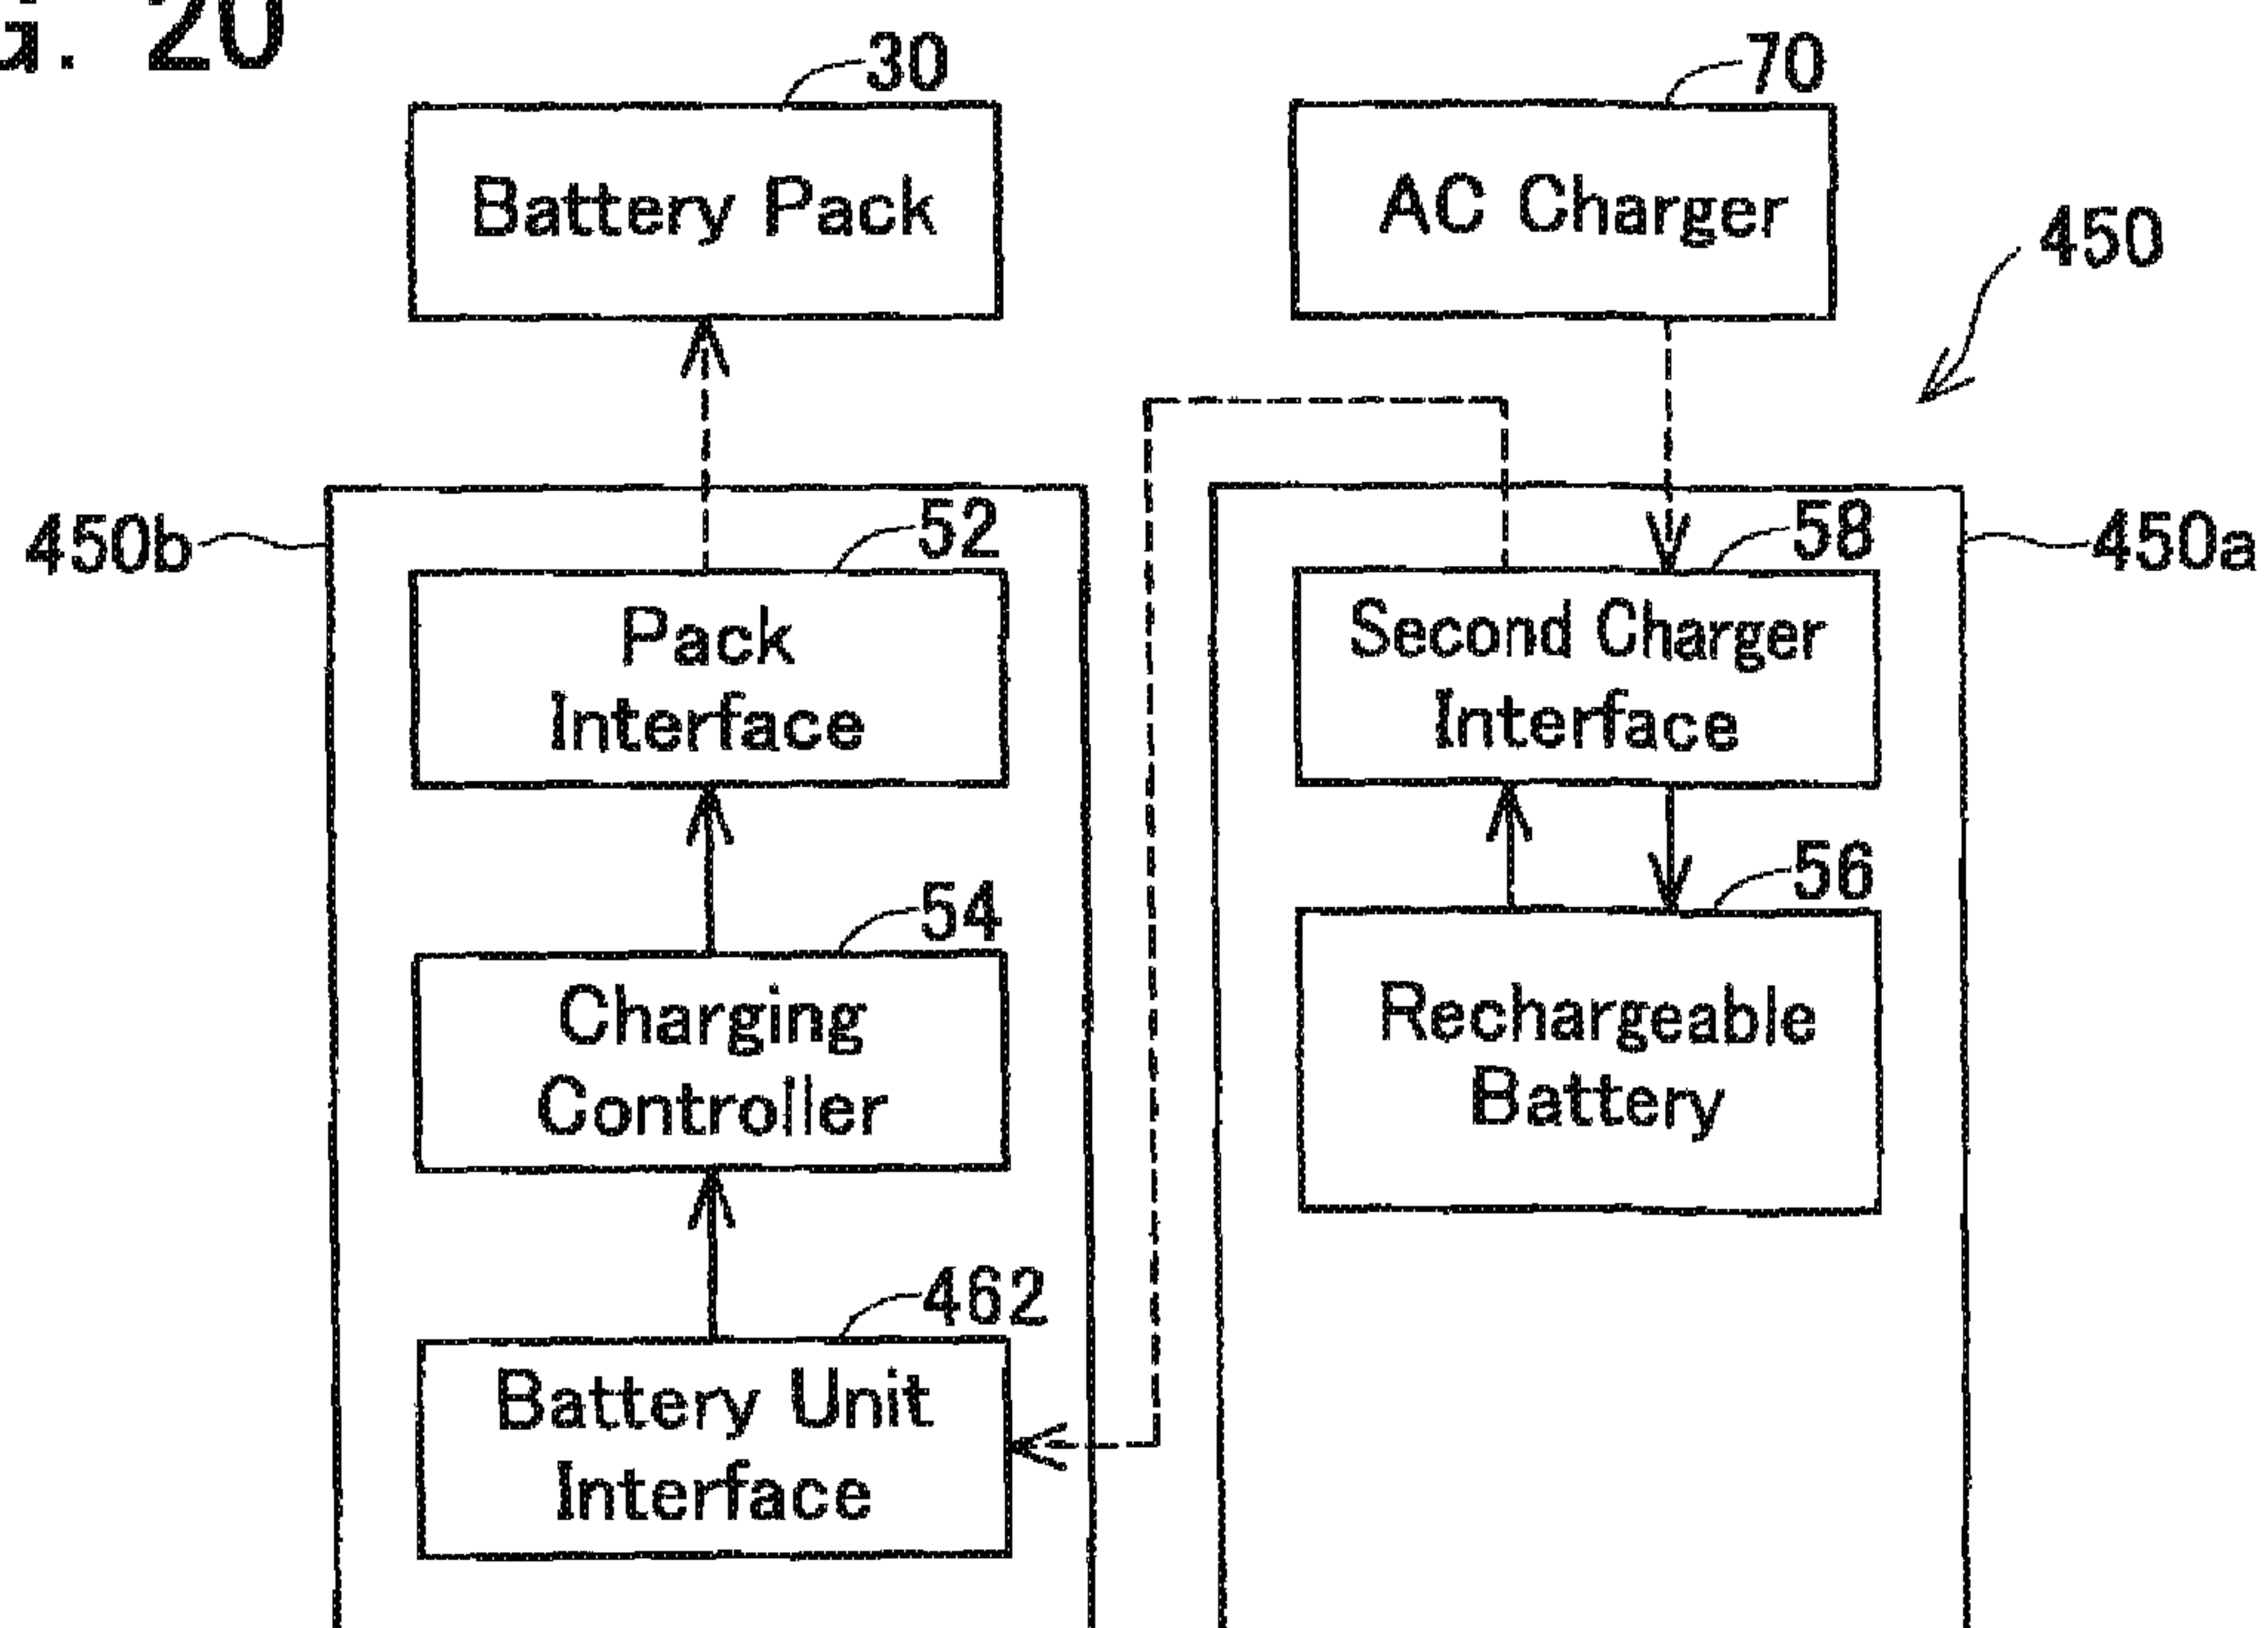 G. 20
30
70
Battery Pack
AC Charger
450
450b
52
58
450a
Pack
Interface
Second Charger
Interface
54
56
Charging
Controller
Rechargeable
Battery
462
Battery Unit
Interface